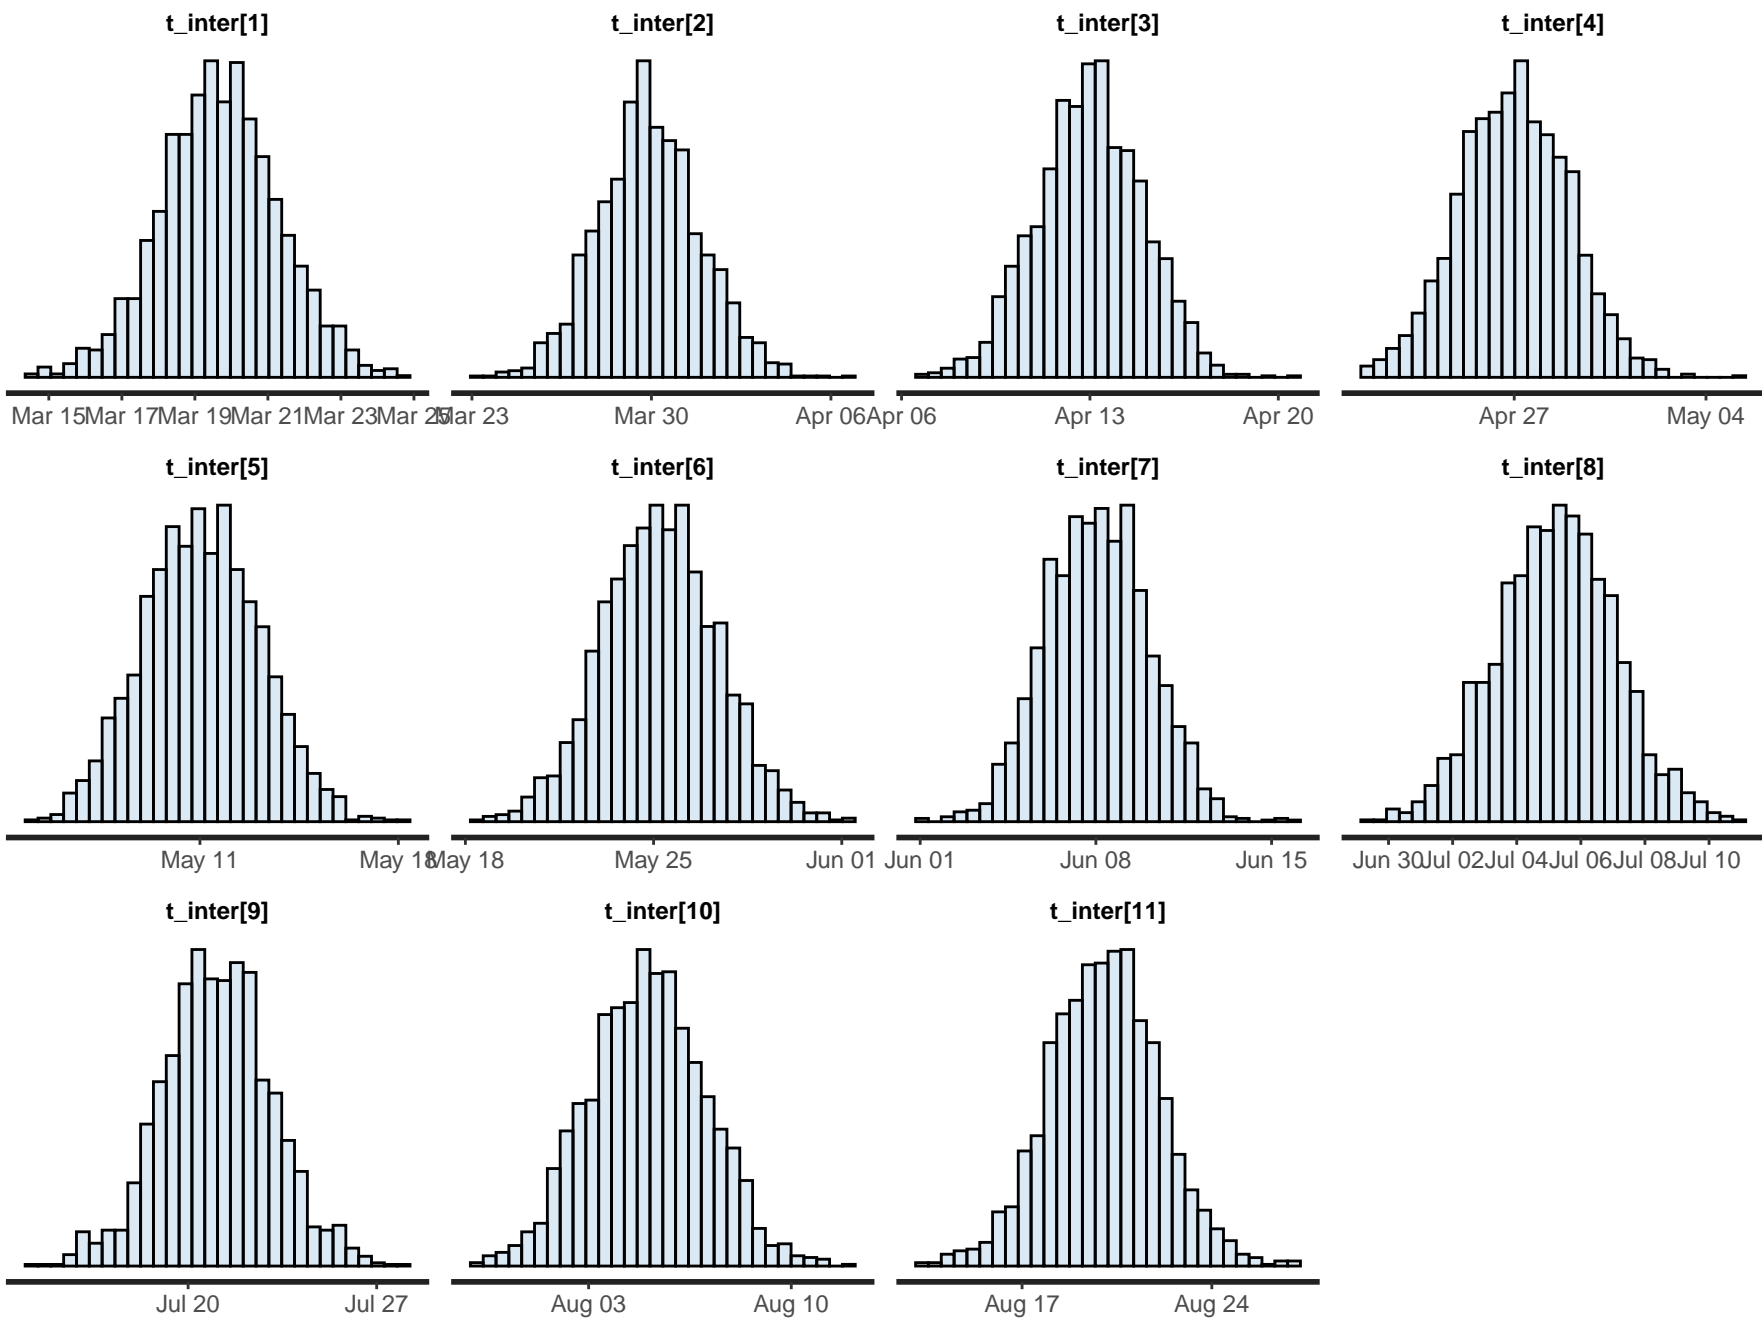 t_inter[1] t_inter[2] t_inter[3] t_inter[4]
Mar 15 Mar 17 Mar 19 Mar 21 Mar 23 Mar 25 Mar 23 Mar 30 Apr 06 Apr 06 Apr 13 Apr 20 Apr 27 May 04
t_inter[5] t_inter[6] t_inter[7] t_inter[8]
May 11 May 18 May 18 May 25 Jun 01 Jun 01 Jun 08 Jun 15 Jun 30 Jul 02 Jul 04 Jul 06 Jul 08 Jul 10
t_inter[9] t_inter[10] t_inter[11]
Jul 20 Jul 27 Aug 03 Aug 10 Aug 17 Aug 24